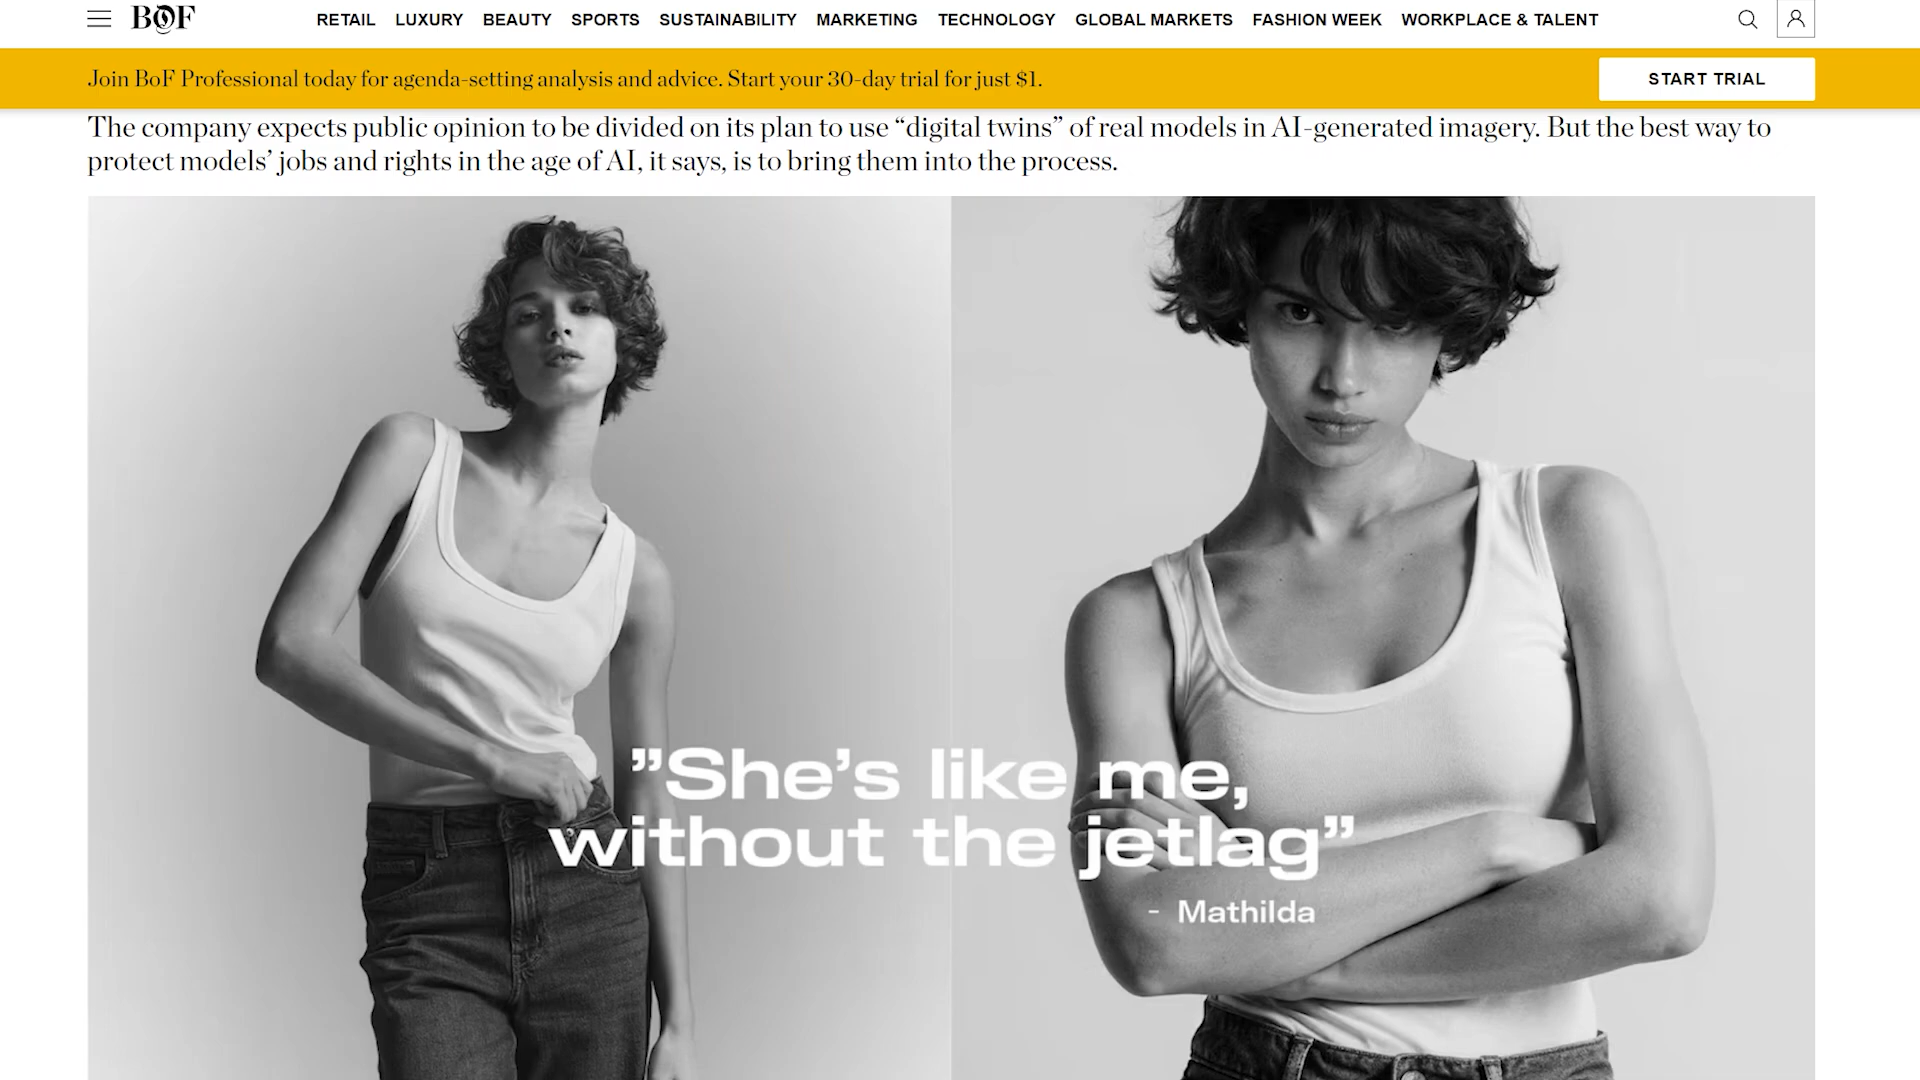 BOF
RETAIL LUXURY BEAUTY SPORTS SUSTAINABILITY MARKETING TECHNOLOGY GLOBAL MARKETS FASHION WEEK WORKPLACE & TALENT
Join BoF Professional today for agenda-setting analysis and advice. Start your 30-day trial for just $1.
START TRIAL
The company expects public opinion to be divided on its plan to use “digital twins” of real models in AI-generated imagery. But the best way to
protect models’ jobs and rights in the age of AI, it says, is to bring them into the process.
”She’s like me,
without the jetlag”
- Mathilda